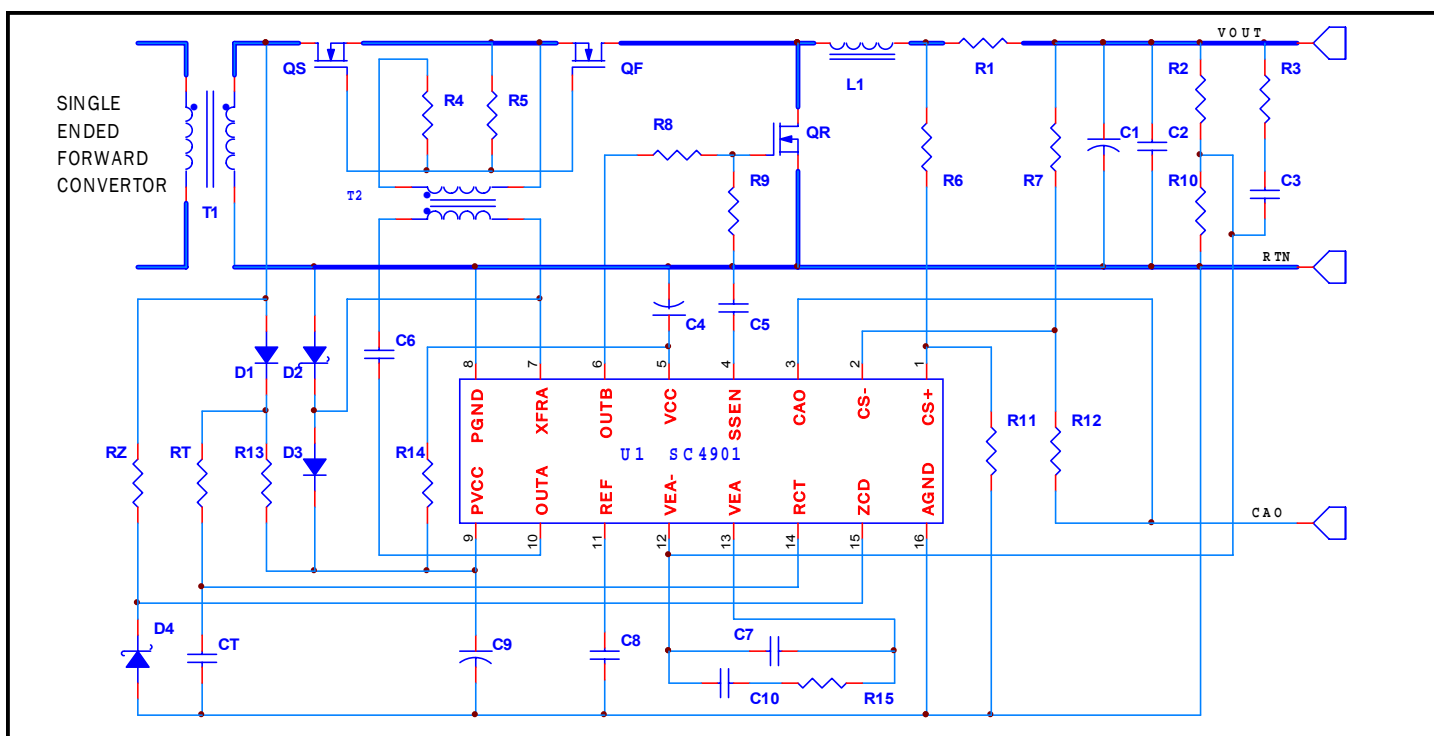 VOUT
QS
QF
R1
R2
R3
L1
R4
R5
SINGLE
ENDED
FORWARD
CONVERTOR
R8
QR
C1
C2
R6
R7
R10
C3
T1
T2
R9
RTN
C6
C4
C5
D1
D2
8
7
6
5
4
3
2
1
PGND
XFRA
OUTB
VCC
SSEN
CAO
CS-
CS+
R11
R12
RZ
RT
R13
D3
R14
U1 SC4901
PVCC
OUTA
REF
VEA-
VEA
RCT
ZCD
AGND
CAO
9
10
11
12
13
14
15
16
D4
CT
C9
C8
C7
C10
R15